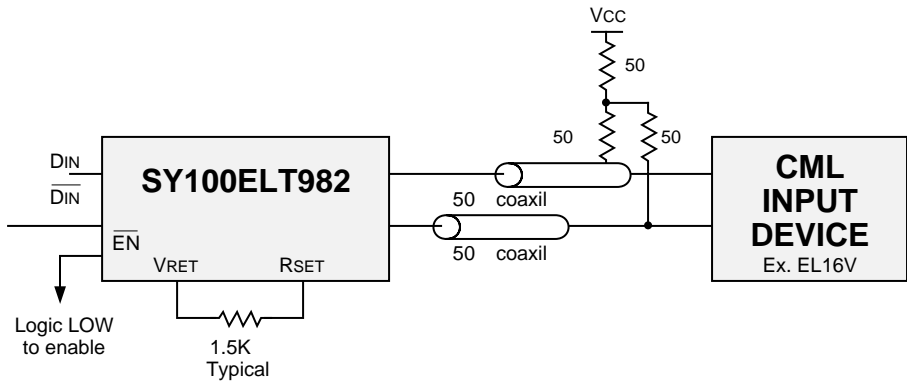 VCC
50
50
50
DIN
DIN
EN
SY100ELT982
VRET
RSET
50 coaxil
50 coaxil
CML
INPUT
DEVICE
Ex. EL16V
Logic LOW
to enable
1.5K
Typical